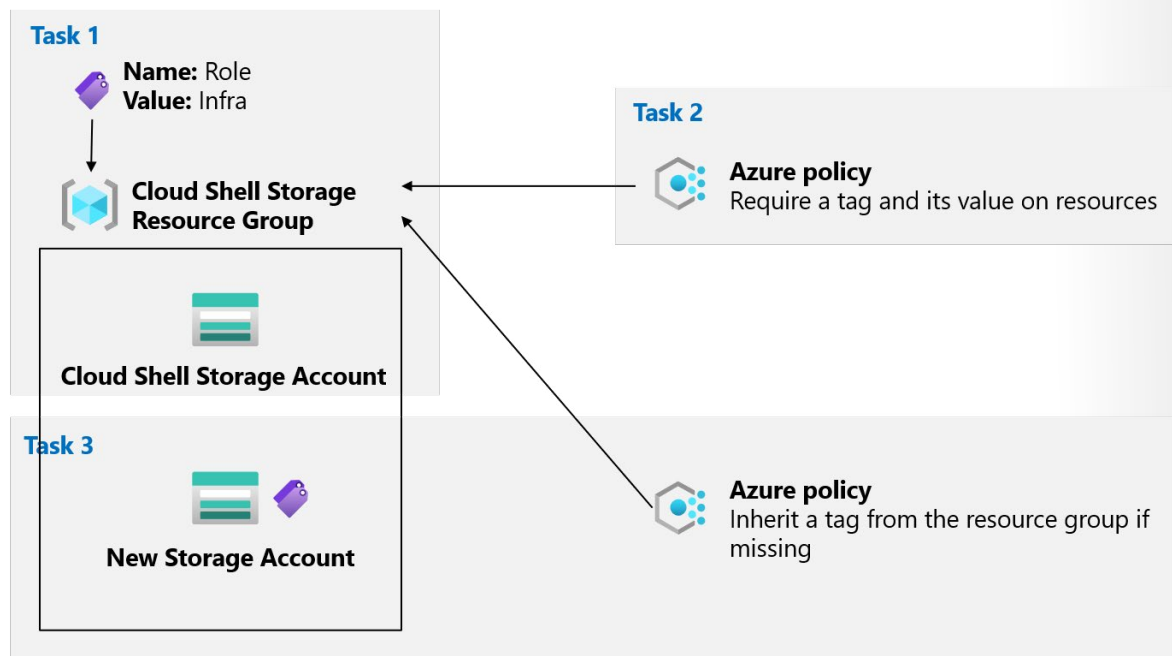 Task 1
Name: Role
Value: Infra
Cloud Shell Storage
Resource Group
Cloud Shell Storage Account
Task 2
Azure policy
Require a tag and its value on resources
Task 3
New Storage Account
Azure policy
Inherit a tag from the resource group if
missing